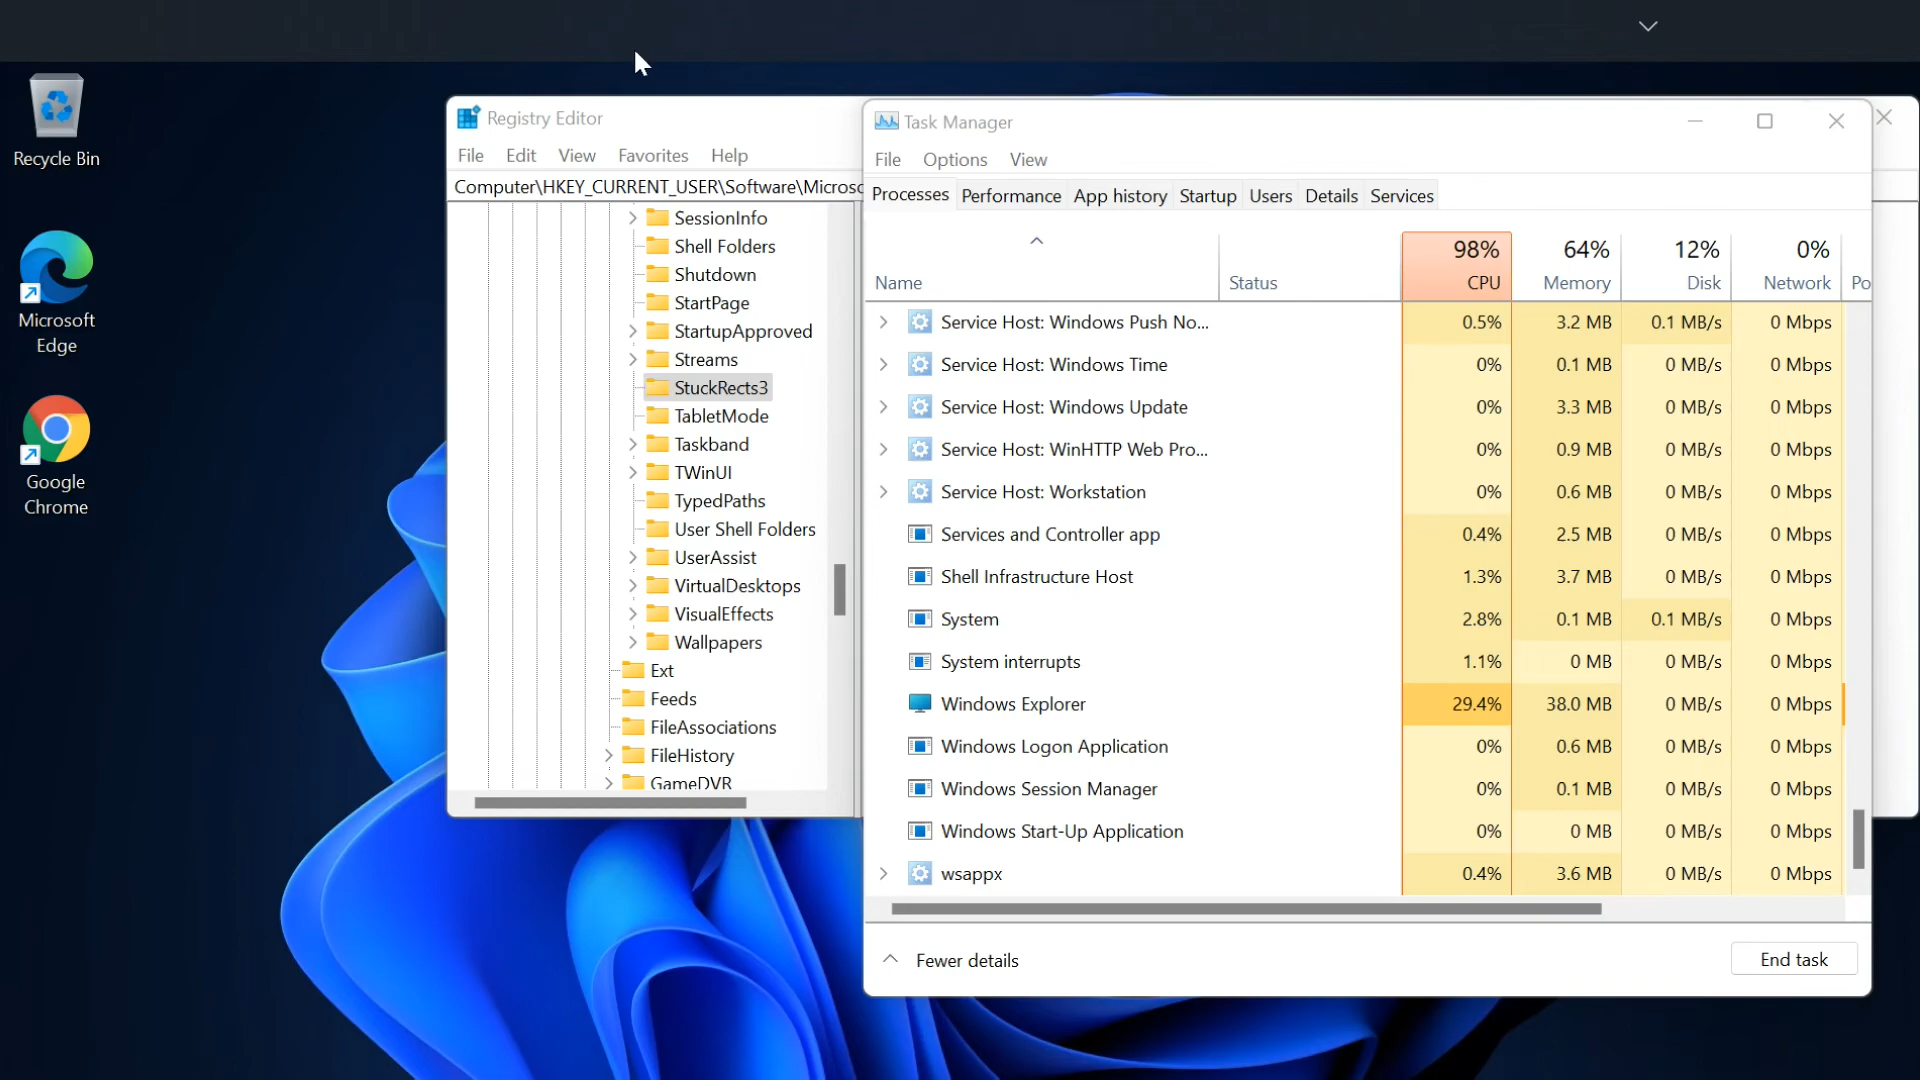 Recycle Bin
Microsoft
Edge
Google
Chrome
Registry Editor
File Edit View Favorites Help
Computer\HKEY_CURRENT_USER\Software\Microso
SessionInfo
Shell Folders
Shutdown
StartPage
StartupApproved
Streams
StuckRects3
TabletMode
Taskband
TWinUI
TypedPaths
User Shell Folders
UserAssist
VirtualDesktops
VisualEffects
Wallpapers
Ext
Feeds
FileAssociations
FileHistory
GameDVR
Task Manager
File Options View
Processes Performance App history Startup Users Details Services
98% 64% 12% 0%
Name Status CPU Memory Disk Network Po
Service Host: Windows Push No... 0.5% 3.2 MB 0.1 MB/s 0 Mbps
Service Host: Windows Time 0% 0.1 MB 0 MB/s 0 Mbps
Service Host: Windows Update 0% 3.3 MB 0 MB/s 0 Mbps
Service Host: WinHTTP Web Pro... 0% 0.9 MB 0 MB/s 0 Mbps
Service Host: Workstation 0% 0.6 MB 0 MB/s 0 Mbps
Services and Controller app 0.4% 2.5 MB 0 MB/s 0 Mbps
Shell Infrastructure Host 1.3% 3.7 MB 0 MB/s 0 Mbps
System 2.8% 0.1 MB 0.1 MB/s 0 Mbps
System interrupts 1.1% 0 MB 0 MB/s 0 Mbps
Windows Explorer 29.4% 38.0 MB 0 MB/s 0 Mbps
Windows Logon Application 0% 0.6 MB 0 MB/s 0 Mbps
Windows Session Manager 0% 0.1 MB 0 MB/s 0 Mbps
Windows Start-Up Application 0% 0 MB 0 MB/s 0 Mbps
wsappx 0.4% 3.6 MB 0 MB/s 0 Mbps
Fewer details
End task